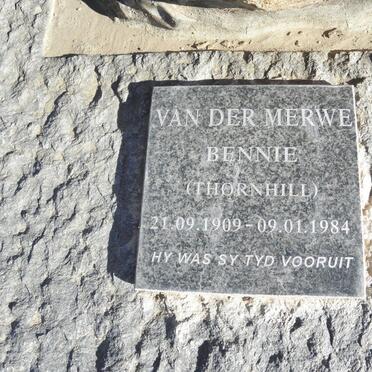 VAN DER MERWE
BENNIE
(THORNHILL)
21.09.1909 - 09.01.1984
HY WAS SY TYD VOORUIT